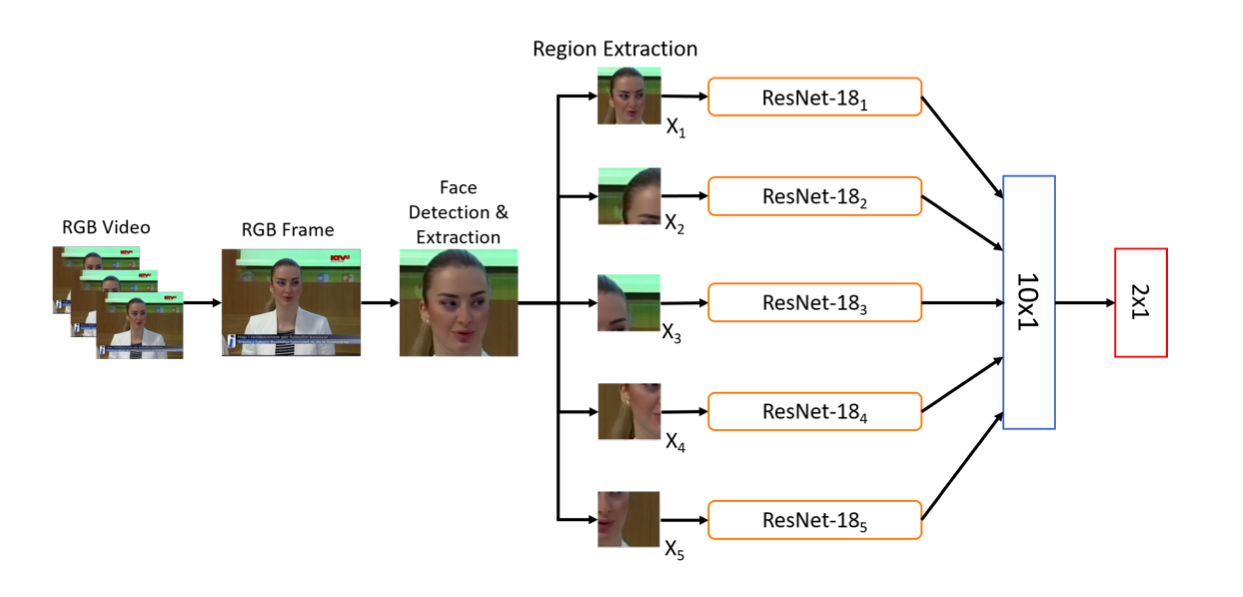 Region Extraction
ResNet-18₁
X₁
Face
Detection &
Extraction
ResNet-18₂
X₂
RGB Video
RGB Frame
KTV
10x1
2x1
ResNet-18₃
X₃
ResNet-18₄
X₄
ResNet-18₅
X₅